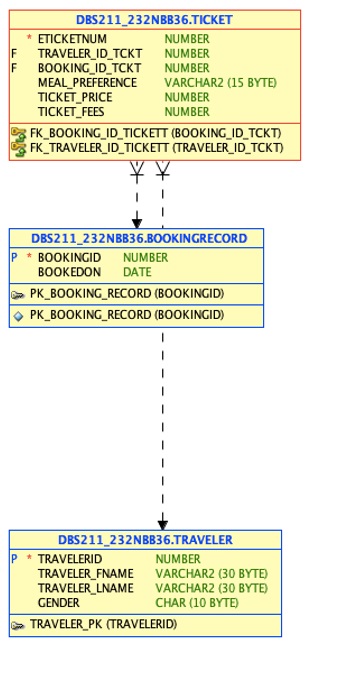 DBS211_232NBB36.TICKET
* ETICKETNUM NUMBER
F TRAVELER_ID_TCKT NUMBER
F BOOKING_ID_TCKT NUMBER
MEAL_PREFERENCE VARCHAR2 (15 BYTE)
TICKET_PRICE NUMBER
TICKET_FEES NUMBER
FK_BOOKING_ID_TICKETT (BOOKING_ID_TCKT)
FK_TRAVELER_ID_TICKETT (TRAVELER_ID_TCKT)
DBS211_232NBB36.BOOKINGRECORD
P * BOOKINGID NUMBER
BOOKEDON DATE
PK_BOOKING_RECORD (BOOKINGID)
PK_BOOKING_RECORD (BOOKINGID)
DBS211_232NBB36.TRAVELER
P * TRAVELERID NUMBER
TRAVELER_FNAME VARCHAR2 (30 BYTE)
TRAVELER_LNAME VARCHAR2 (30 BYTE)
GENDER CHAR (10 BYTE)
TRAVELER_PK (TRAVELERID)